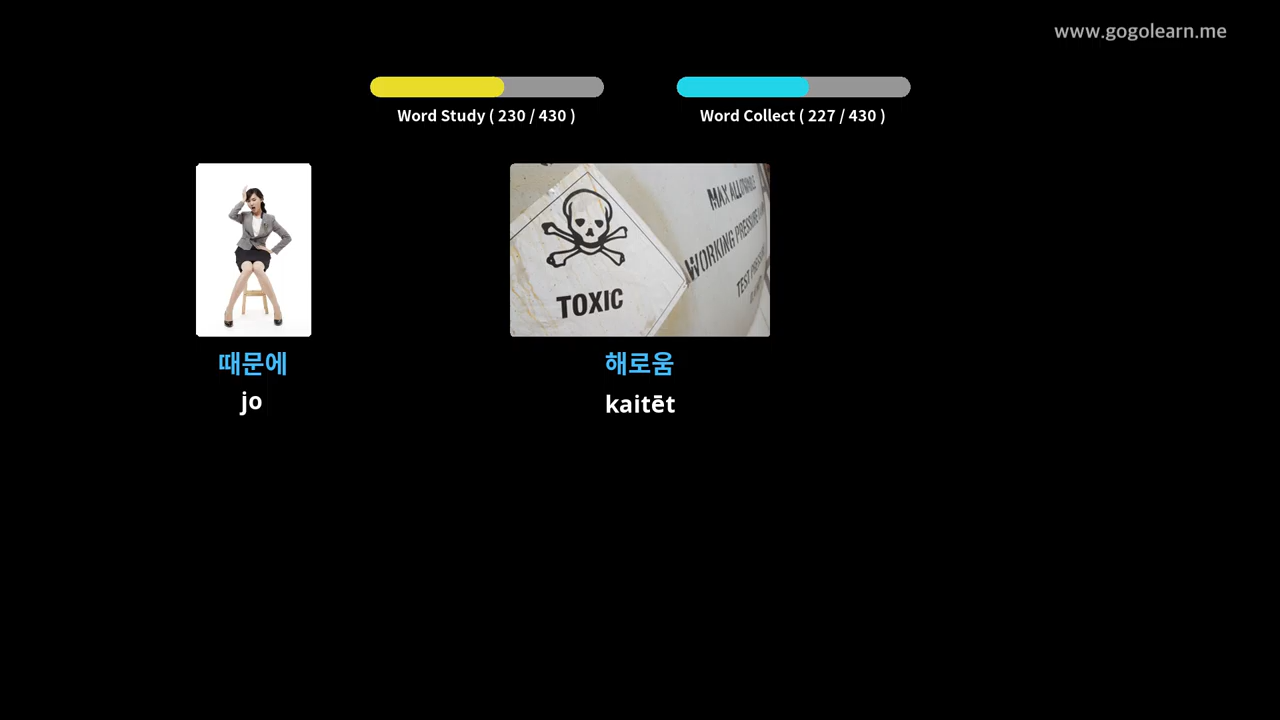 www.gogolearn.me
Word Study ( 230 / 430 )
Word Collect ( 227 / 430 )
TOXIC
MAX
WORKING PRESSURE
TEST
때문에
jo
해로움
kaitēt